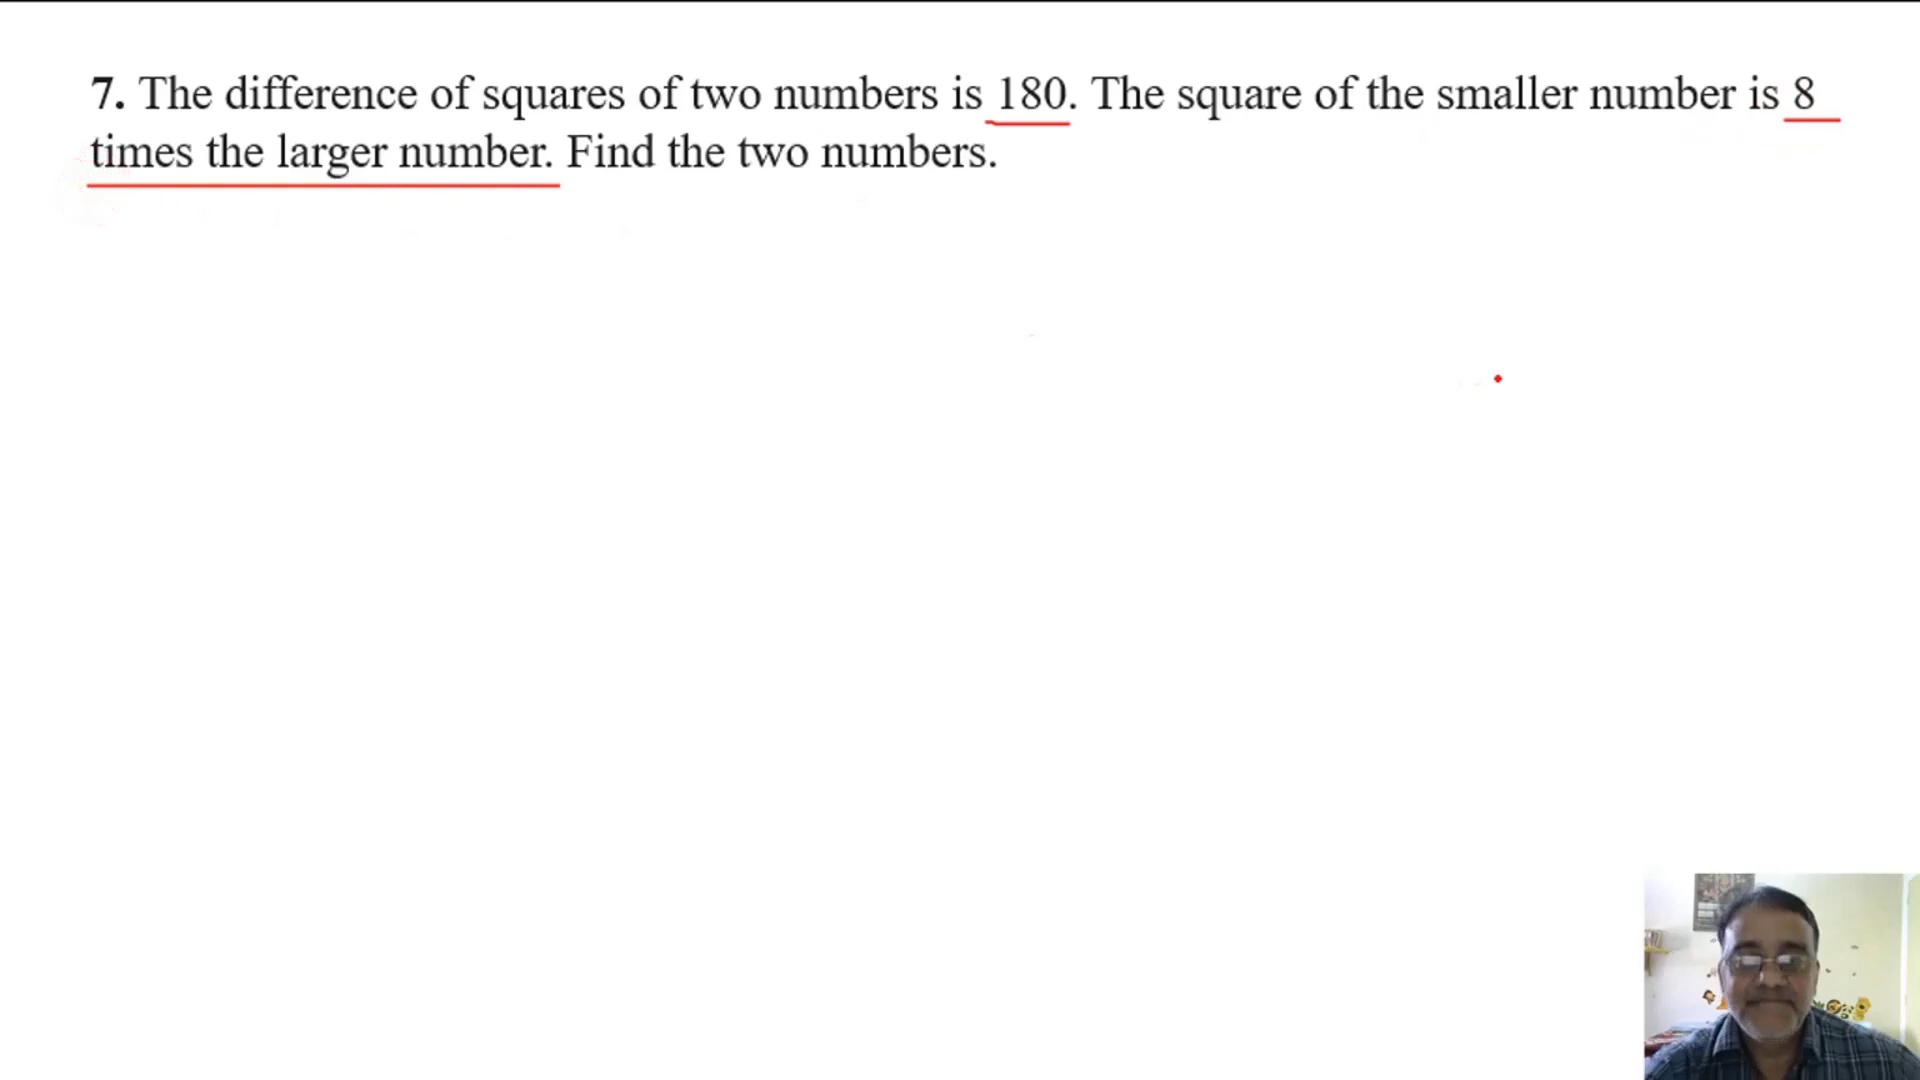 7. The difference of squares of two numbers is 180. The square of the smaller number is 8
times the larger number. Find the two numbers.